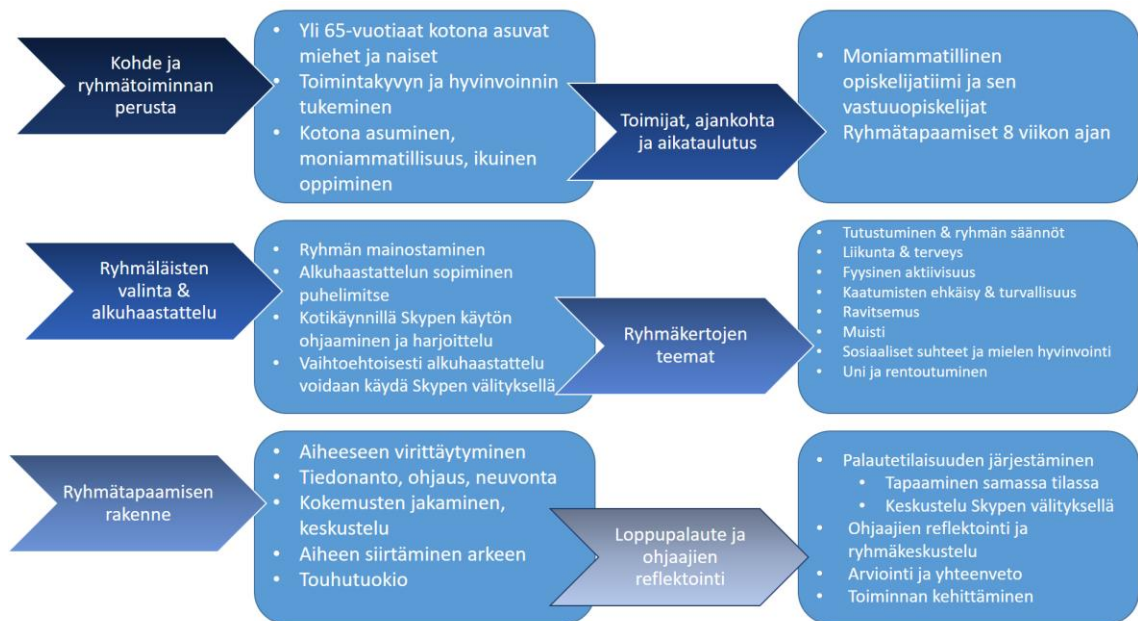 Kohde ja
ryhmätoiminnan
perusta
• Yli 65-vuotiaat kotona asuvat
miehet ja naiset
• Toimintakyvyn ja hyvinvoinnin
tukeminen
• Kotona asuminen,
moniammatillisuus, ikuinen
oppiminen
Toimijat, ajankohta
ja aikataulutus
• Moniammatillinen
opiskelijatiimi ja sen
vastuuopiskelijat
Ryhmätapaamiset 8 viikon ajan
Ryhmäläisten
valinta &
alkuhaastattelu
• Ryhmän mainostaminen
• Alkuhaastattelun sopiminen
puhelimitse
• Kotikäynnillä Skypen käytön
ohjaaminen ja harjoittelu
• Vaihtoehtoisesti alkuhaastattelu
voidaan käydä Skypen välityksellä
Ryhmäkertojen
teemat
• Tutustuminen & ryhmän säännöt
• Liikunta & terveys
• Fyysinen aktiivisuus
• Kaatumisten ehkäisy & turvallisuus
• Ravitsemus
• Muisti
• Sosiaaliset suhteet ja mielen hyvinvointi
• Uni ja rentoutuminen
Ryhmätapaamisen
rakenne
• Aiheeseen virittäytyminen
• Tiedonanto, ohjaus, neuvonta
• Kokemusten jakaminen,
keskustelu
• Aiheen siirtäminen arkeen
• Touhutuokio
Loppupalaute ja
ohjaajien
reflektointi
• Palautetilaisuuden järjestäminen
• Tapaaminen samassa tilassa
• Keskustelu Skypen välityksellä
• Ohjaajien reflektointi ja
ryhmäkeskustelu
• Arviointi ja yhteenveto
• Toiminnan kehittäminen